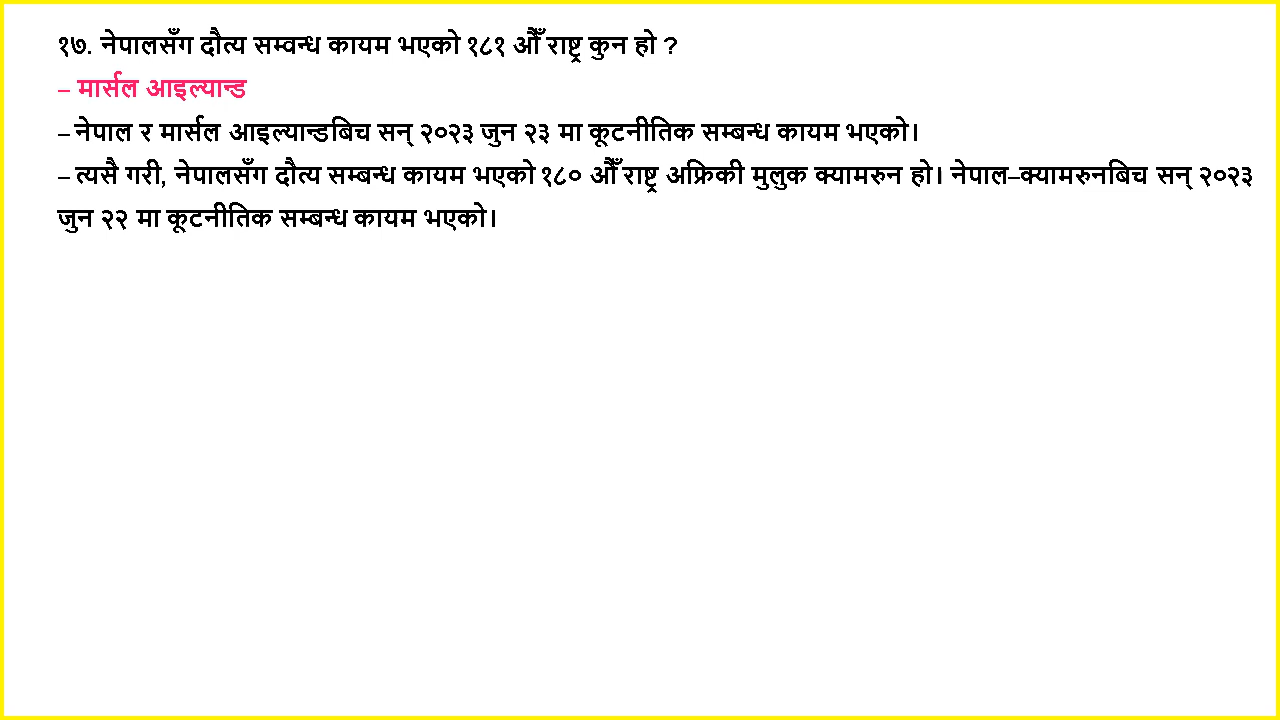 १७. नेपालसँग दौत्य सम्वन्ध कायम भएको १८१ औँ राष्ट्र कुन हो ?
– मार्सल आइल्यान्ड
– नेपाल र मार्सल आइल्यान्डबिच सन् २०२३ जुन २३ मा कूटनीतिक सम्बन्ध कायम भएको।
– त्यसै गरी, नेपालसँग दौत्य सम्बन्ध कायम भएको १८० औँ राष्ट्र अफ्रिकी मुलुक क्यामरुन हो। नेपाल–क्यामरुनबिच सन् २०२३
जुन २२ मा कूटनीतिक सम्बन्ध कायम भएको।